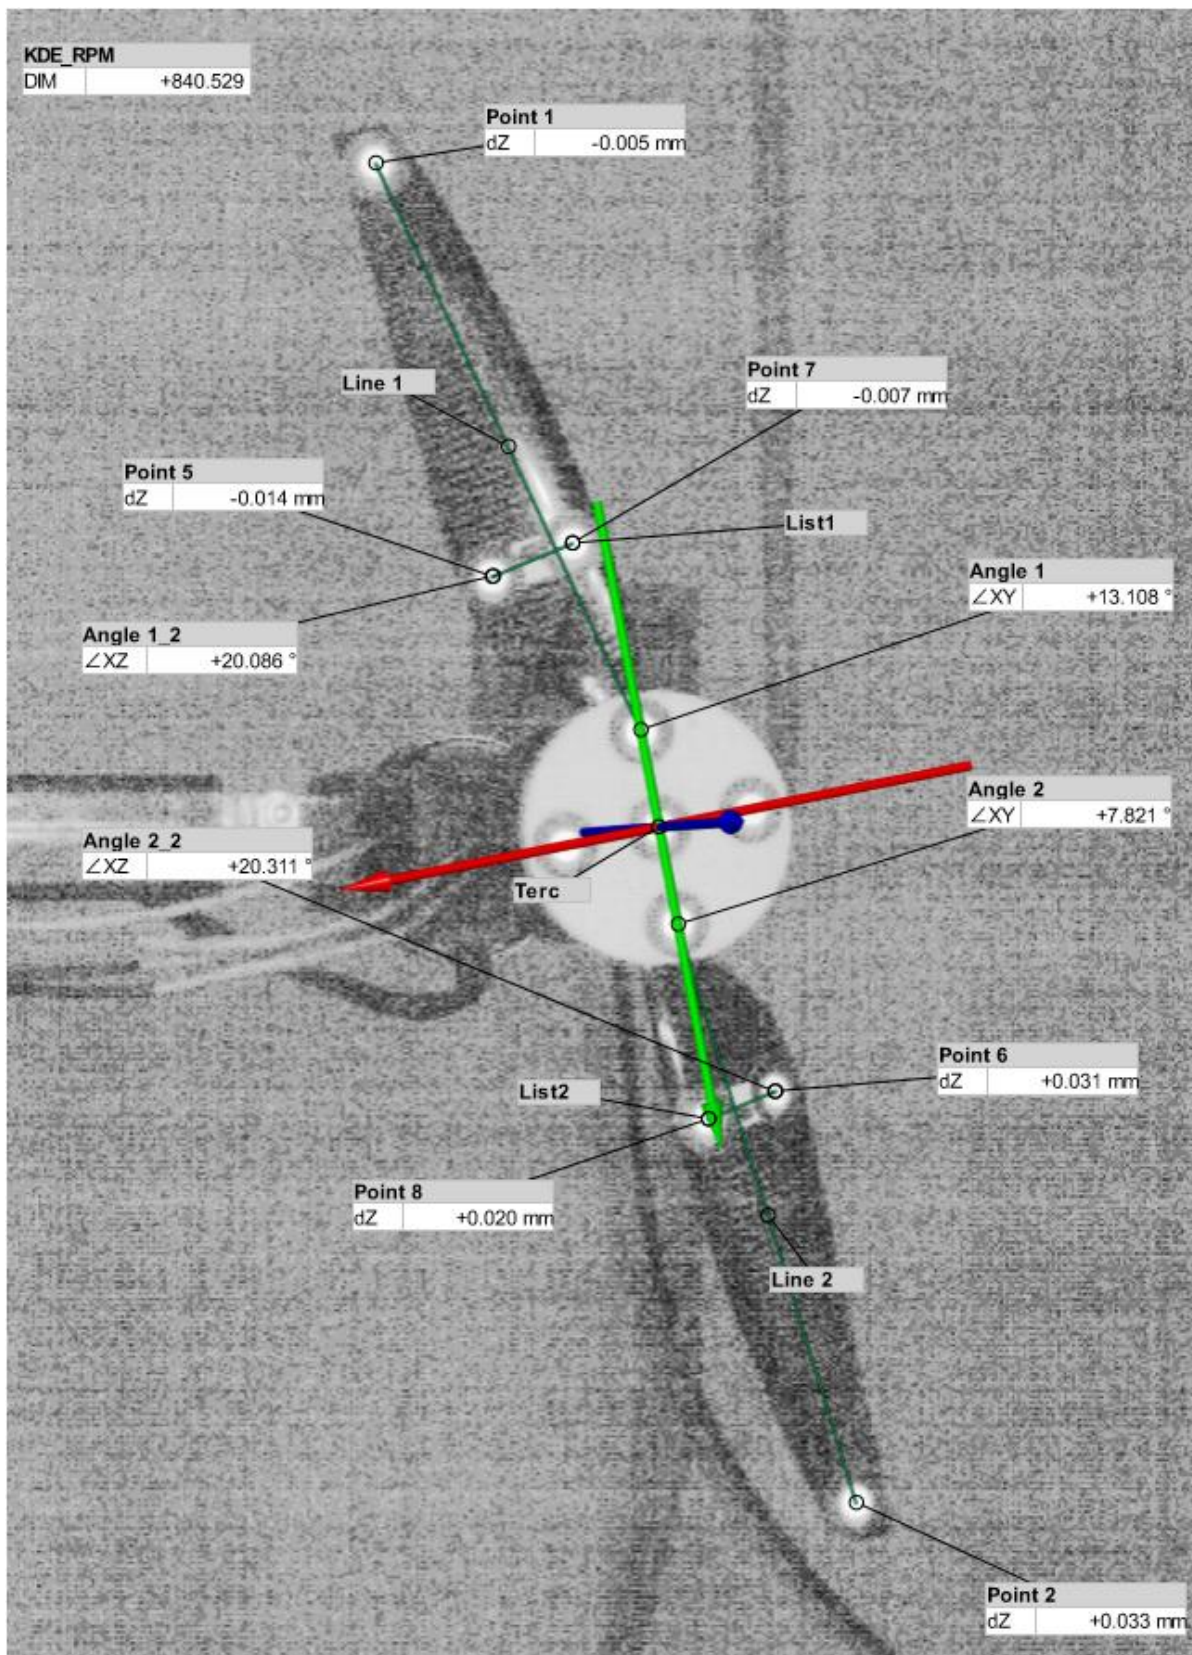 KDE_RPM
DIM +840.529
Point 1
dZ -0.005 mm
Point 7
dZ -0.007 mm
Line 1
Point 5
dZ -0.014 mm
List1
Angle 1
∠XY +13.108 °
Angle 1_2
∠XZ +20.086 °
Angle 2
∠XY +7.821 °
Angle 2_2
∠XZ +20.311 °
Terc
Point 6
dZ +0.031 mm
List2
Point 8
dZ +0.020 mm
Line 2
Point 2
dZ +0.033 mm